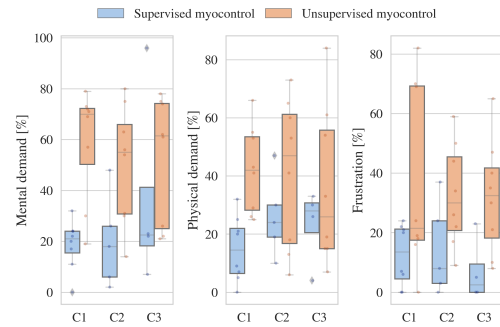 Supervised myocontrol Unsupervised myocontrol
Mental demand [%]
100
80
60
40
20
0
C1 C2 C3
Physical demand [%]
80
60
40
20
0
C1 C2 C3
Frustration [%]
80
60
40
20
0
C1 C2 C3